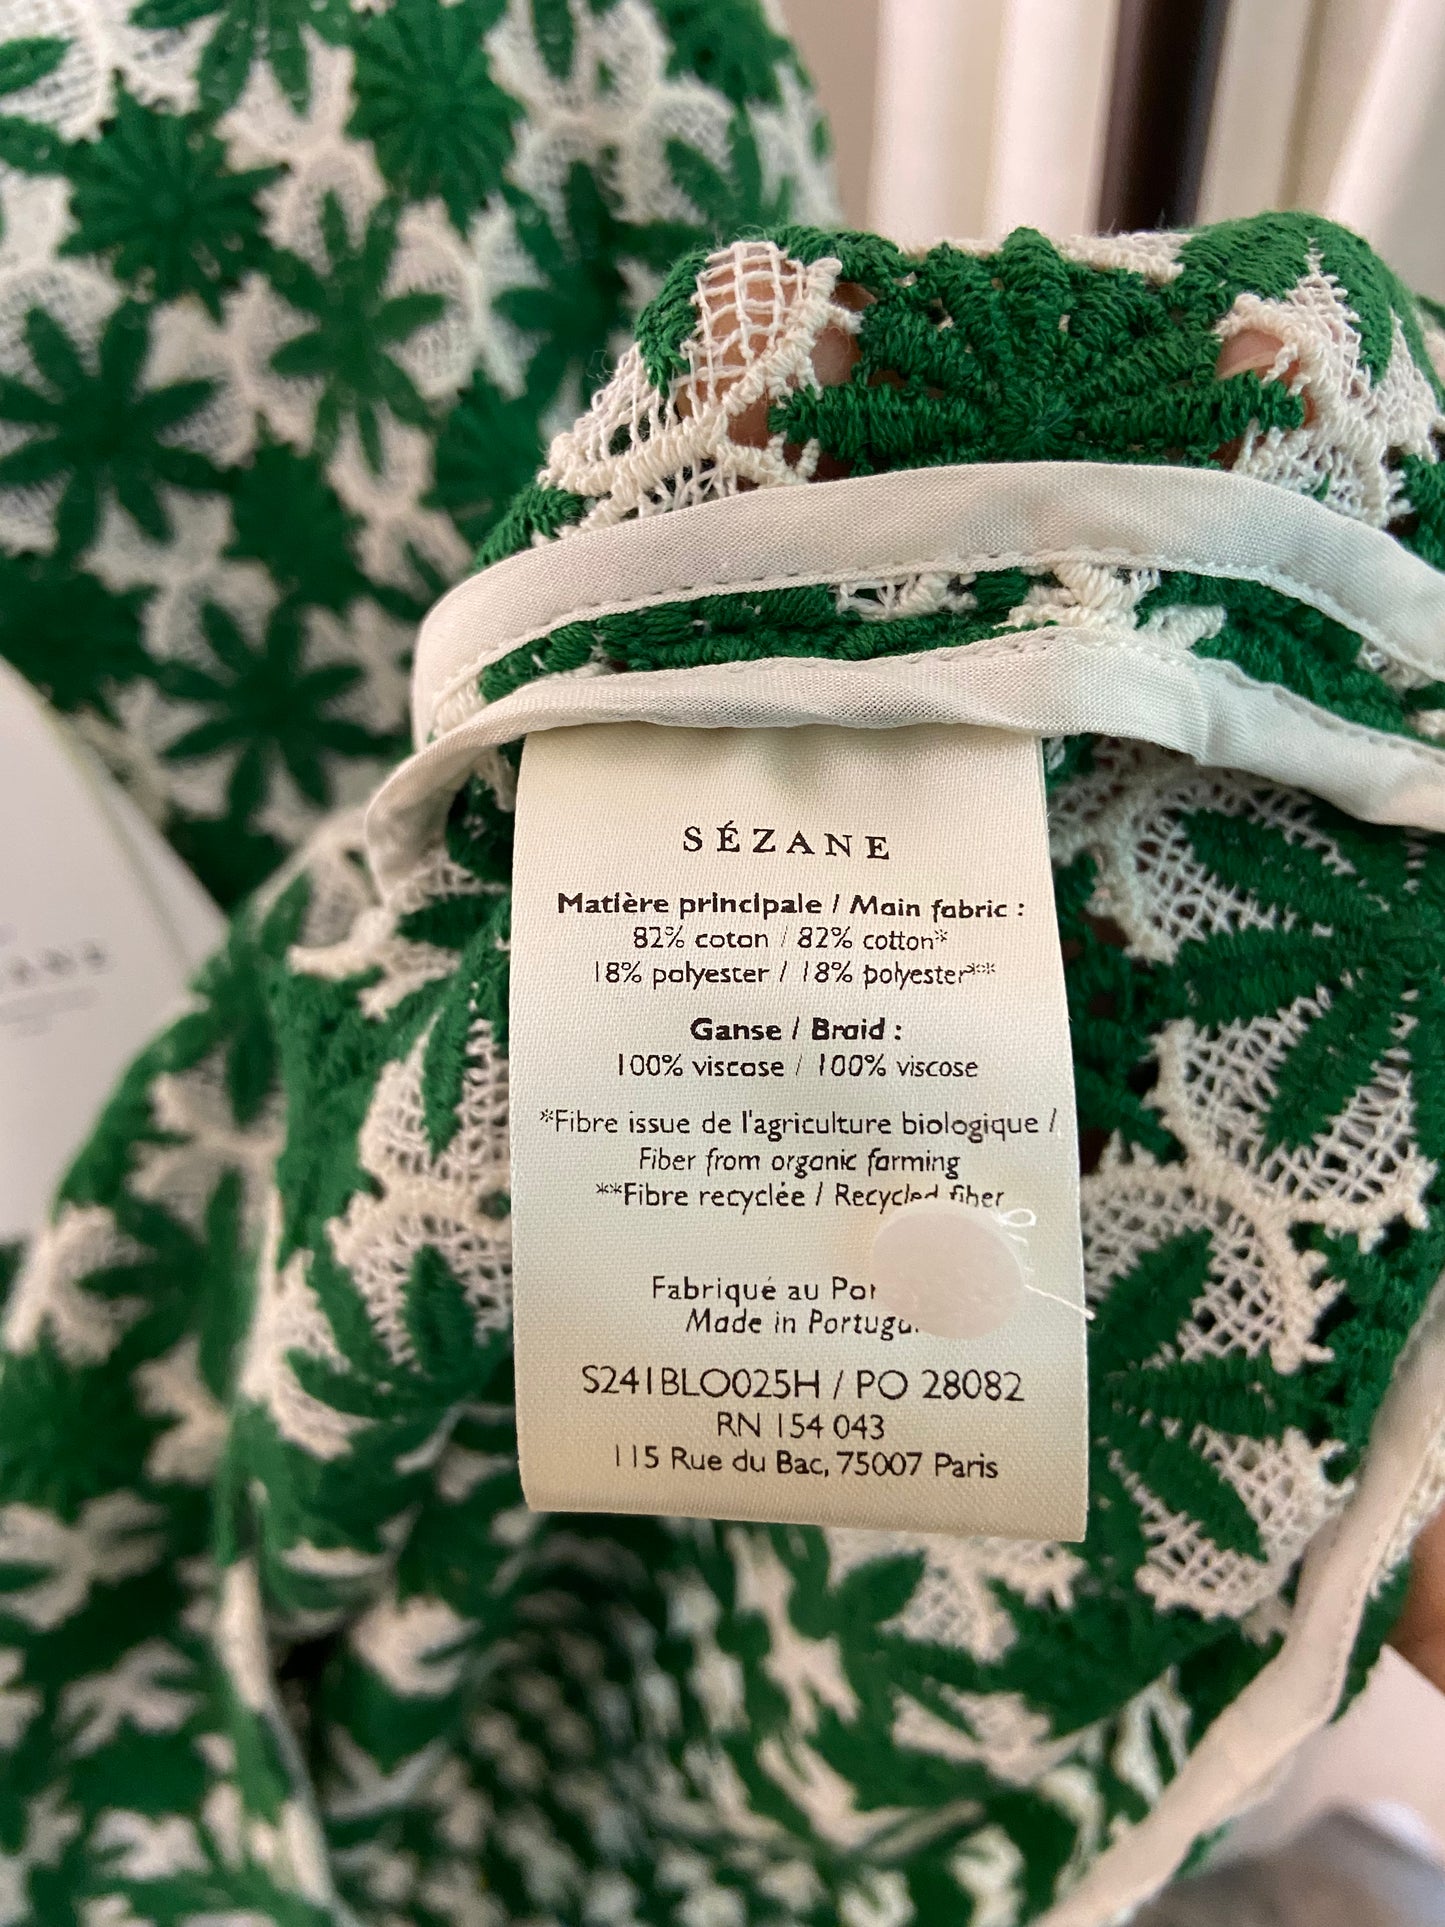 SÉZANE
Matière principale / Main fabric :
82% coton / 82% cotton*
18% polyester / 18% polyester**
Ganse / Braid :
100% viscose / 100% viscose
*Fibre issue de l'agriculture biologique /
Fiber from organic farming
**Fibre recyclée / Recycled fiber
Fabriqué au Por
Made in Portuga
S241BLO025H / PO 28082
RN 154 043
115 Rue du Bac, 75007 Paris